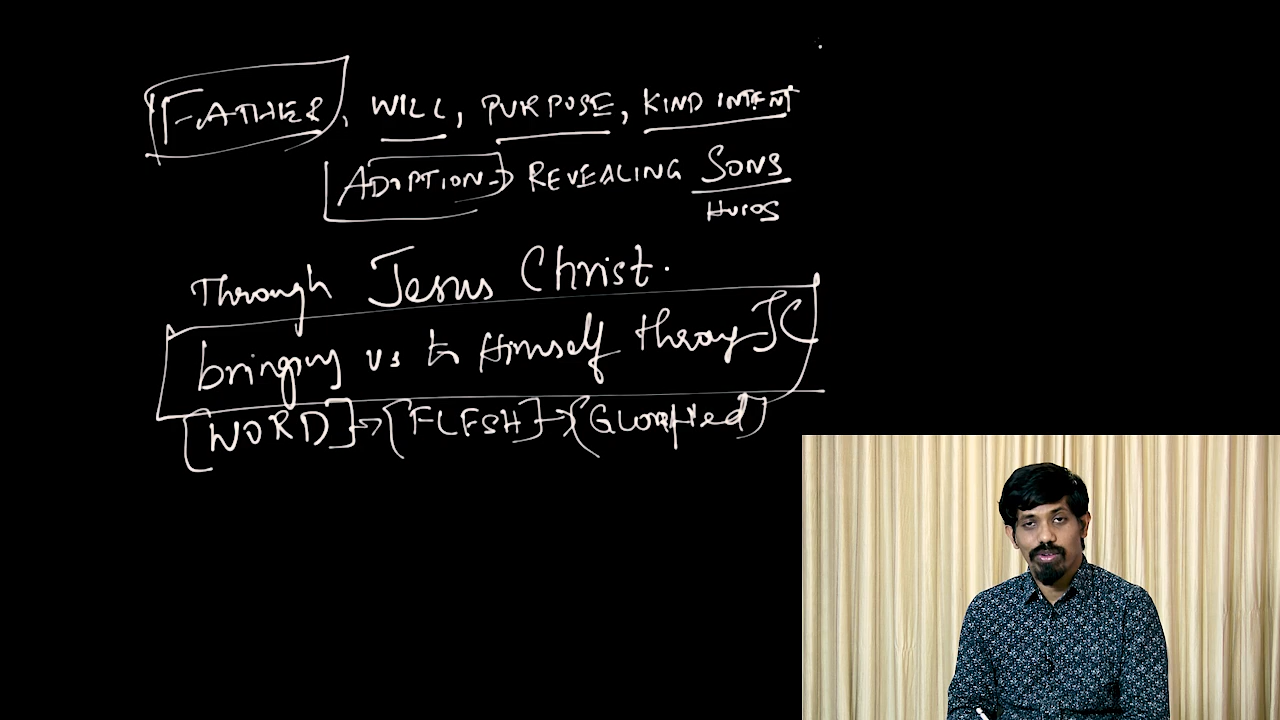 FATHER, WILL, PURPOSE, KIND INTENT
ADOPTION → REVEALING SONS
Huios
Through Jesus Christ.
bringing us to Himself throug JC
[WORD] → [FLESH] → [Glorified]